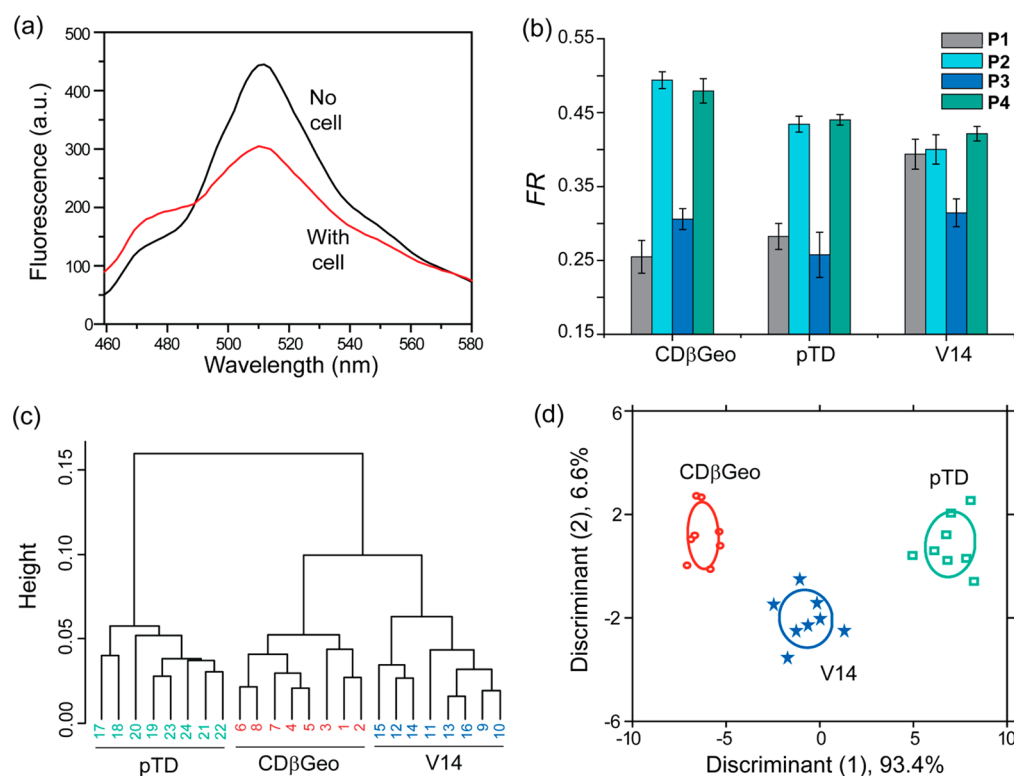 (a)
500
400
300
200
100
0
Fluorescence (a.u.)
No
cell
With
cell
460 480 500 520 540 560 580
Wavelength (nm)
(b)
0.55
0.45
0.35
0.25
0.15
FR
P1
P2
P3
P4
CDβGeo pTD V14
(c)
0.15
0.10
0.05
0.00
Height
17 18 20 19 23 24 21 22 6 8 7 4 5 3 1 2 15 12 14 11 13 16 9 10
pTD CDβGeo V14
(d)
6
2
-2
-6
Discriminant (2), 6.6%
CDβGeo
pTD
V14
-10 -5 0 5 10
Discriminant (1), 93.4%